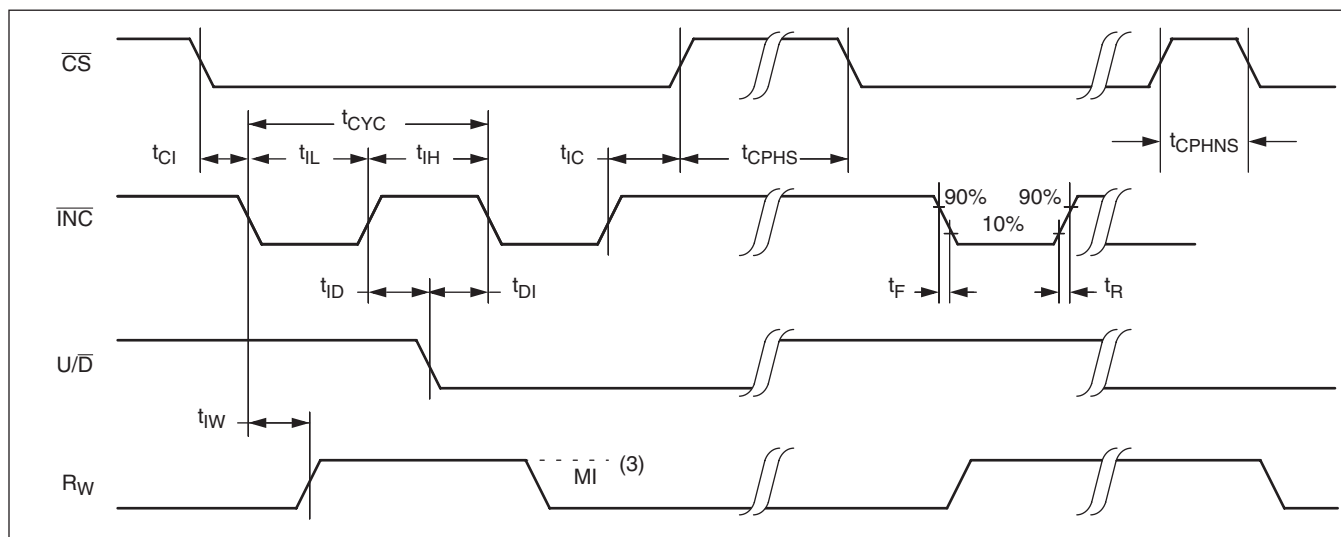 CS
tCYC
tCI tIL tIH tIC tCPHS tCPHNS
INC 90% 90%
10%
tID tDI tF tR
U/D
tIW
RW MI (3)